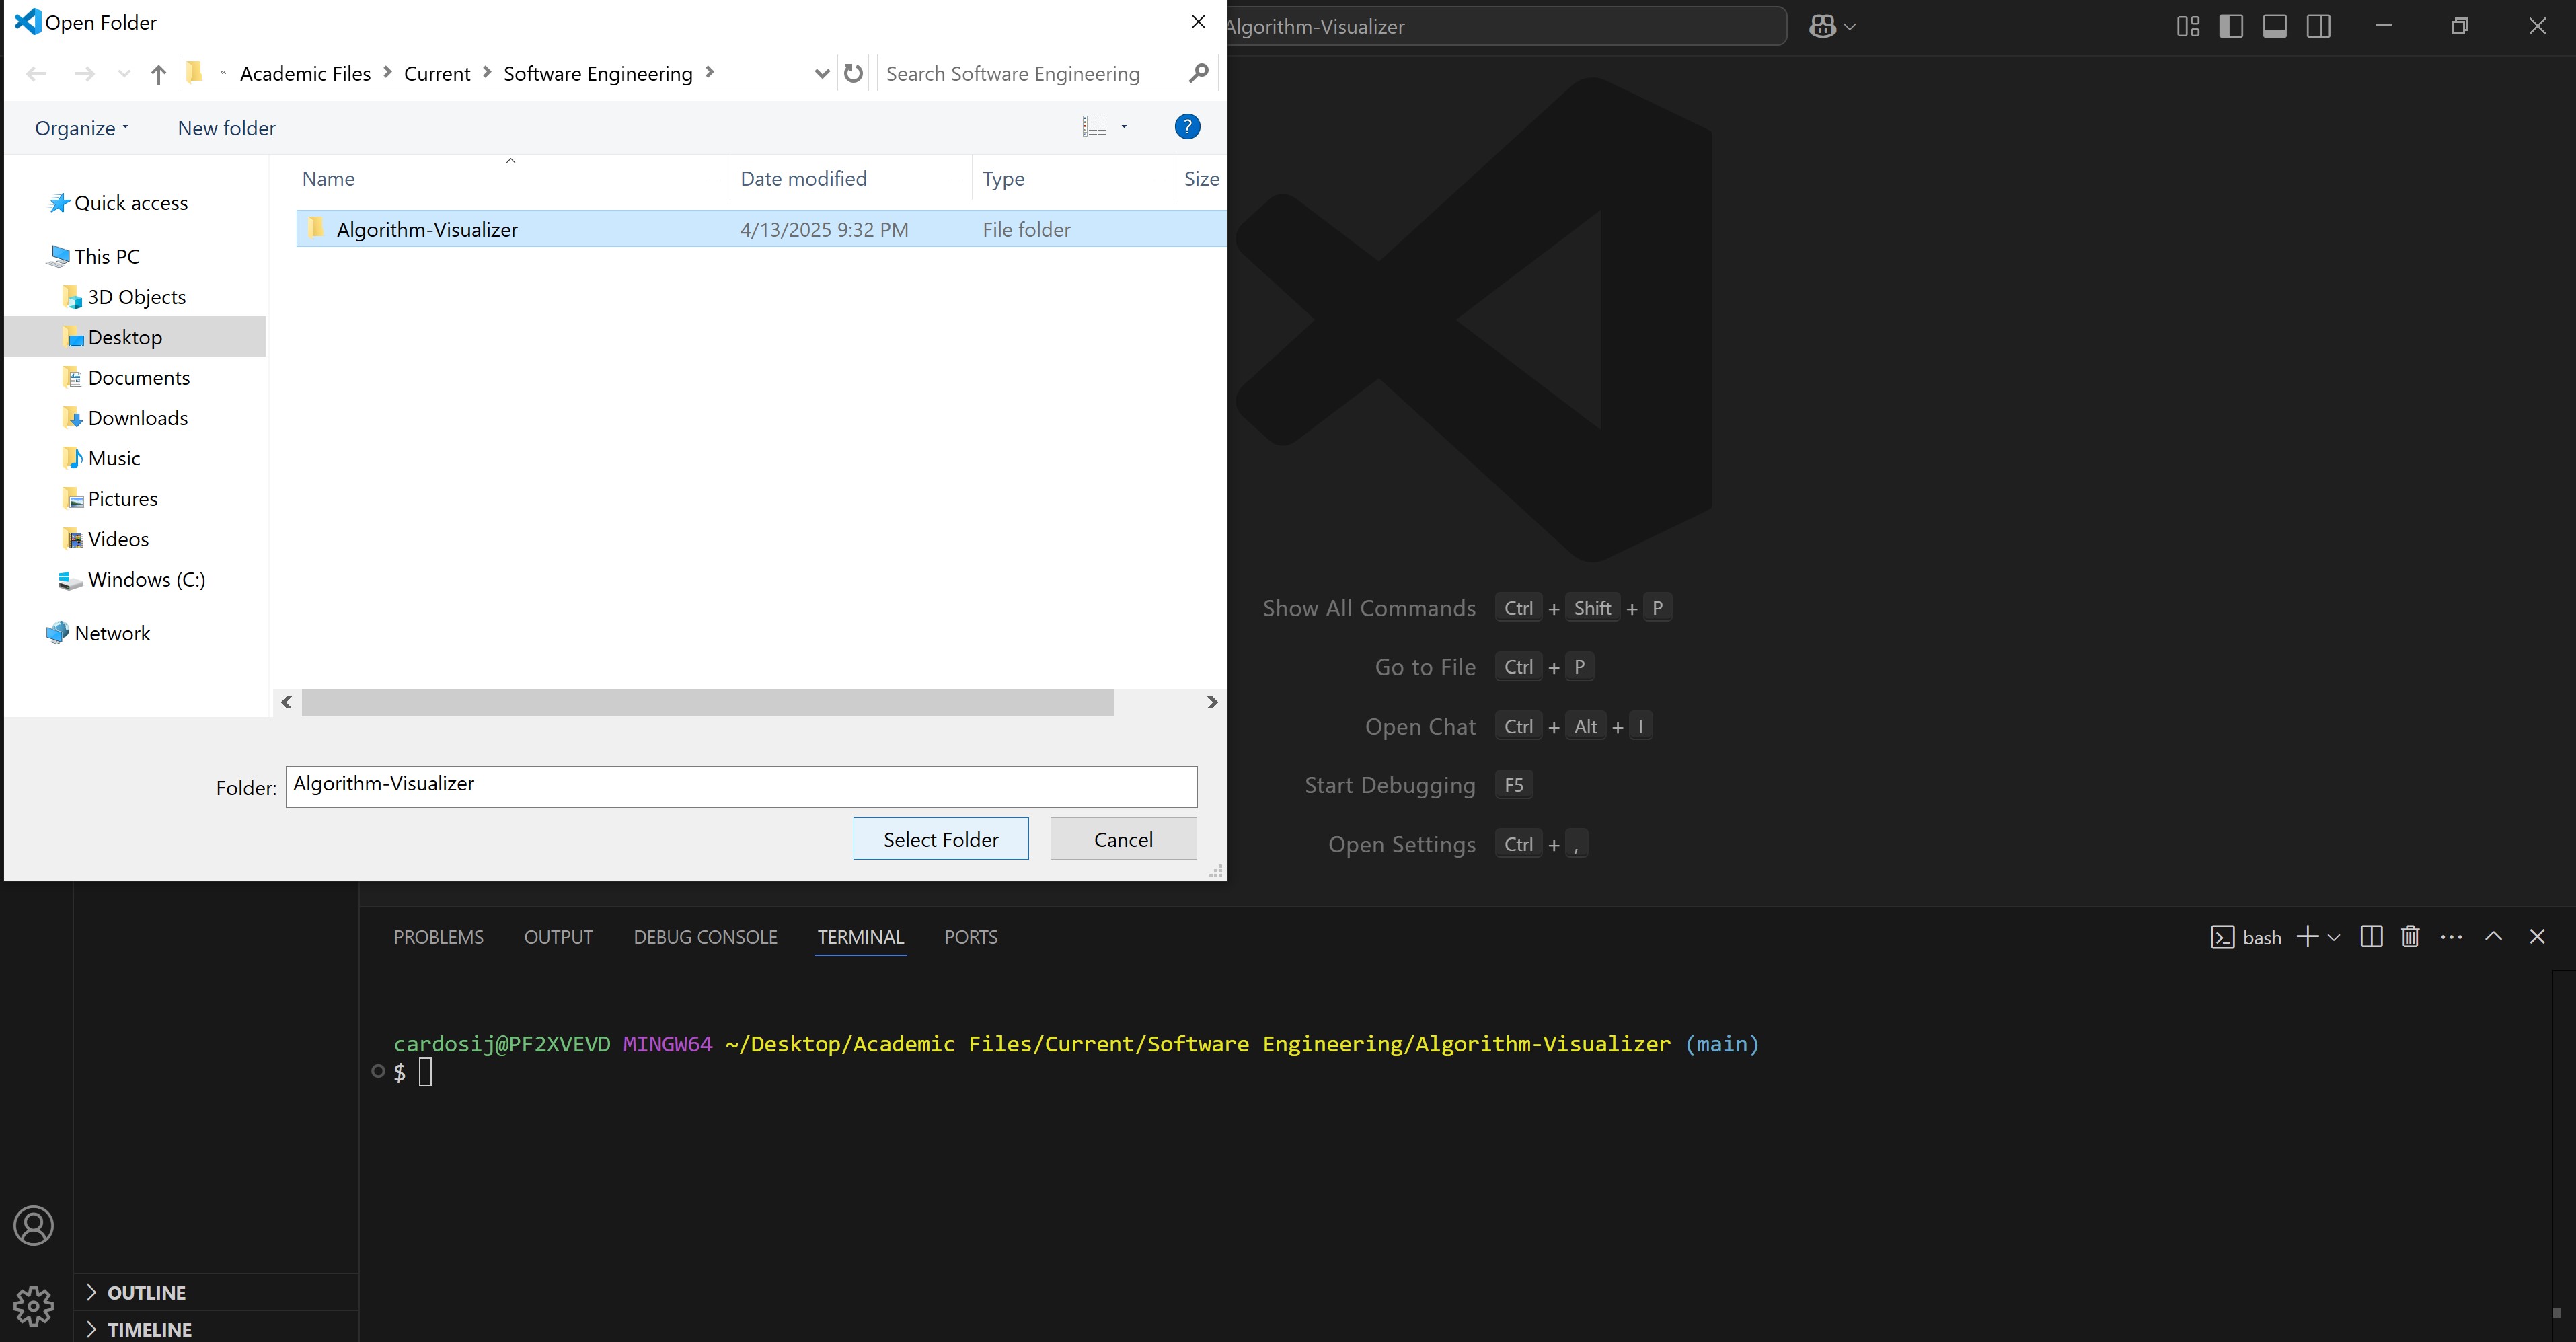 Open Folder
Algorithm-Visualizer
« Academic Files > Current > Software Engineering >
Search Software Engineering
Organize
New folder
?
Name Date modified Type Size
Algorithm-Visualizer 4/13/2025 9:32 PM File folder
Quick access
This PC
3D Objects
Desktop
Documents
Downloads
Music
Pictures
Videos
Windows (C:)
Network
Folder: Algorithm-Visualizer
Select Folder Cancel
Show All Commands Ctrl + Shift + P
Go to File Ctrl + P
Open Chat Ctrl + Alt + I
Start Debugging F5
Open Settings Ctrl + ,
PROBLEMS OUTPUT DEBUG CONSOLE TERMINAL PORTS
bash
cardosij@PF2XVEVD MINGW64 ~/Desktop/Academic Files/Current/Software Engineering/Algorithm-Visualizer (main)
$
OUTLINE
TIMELINE